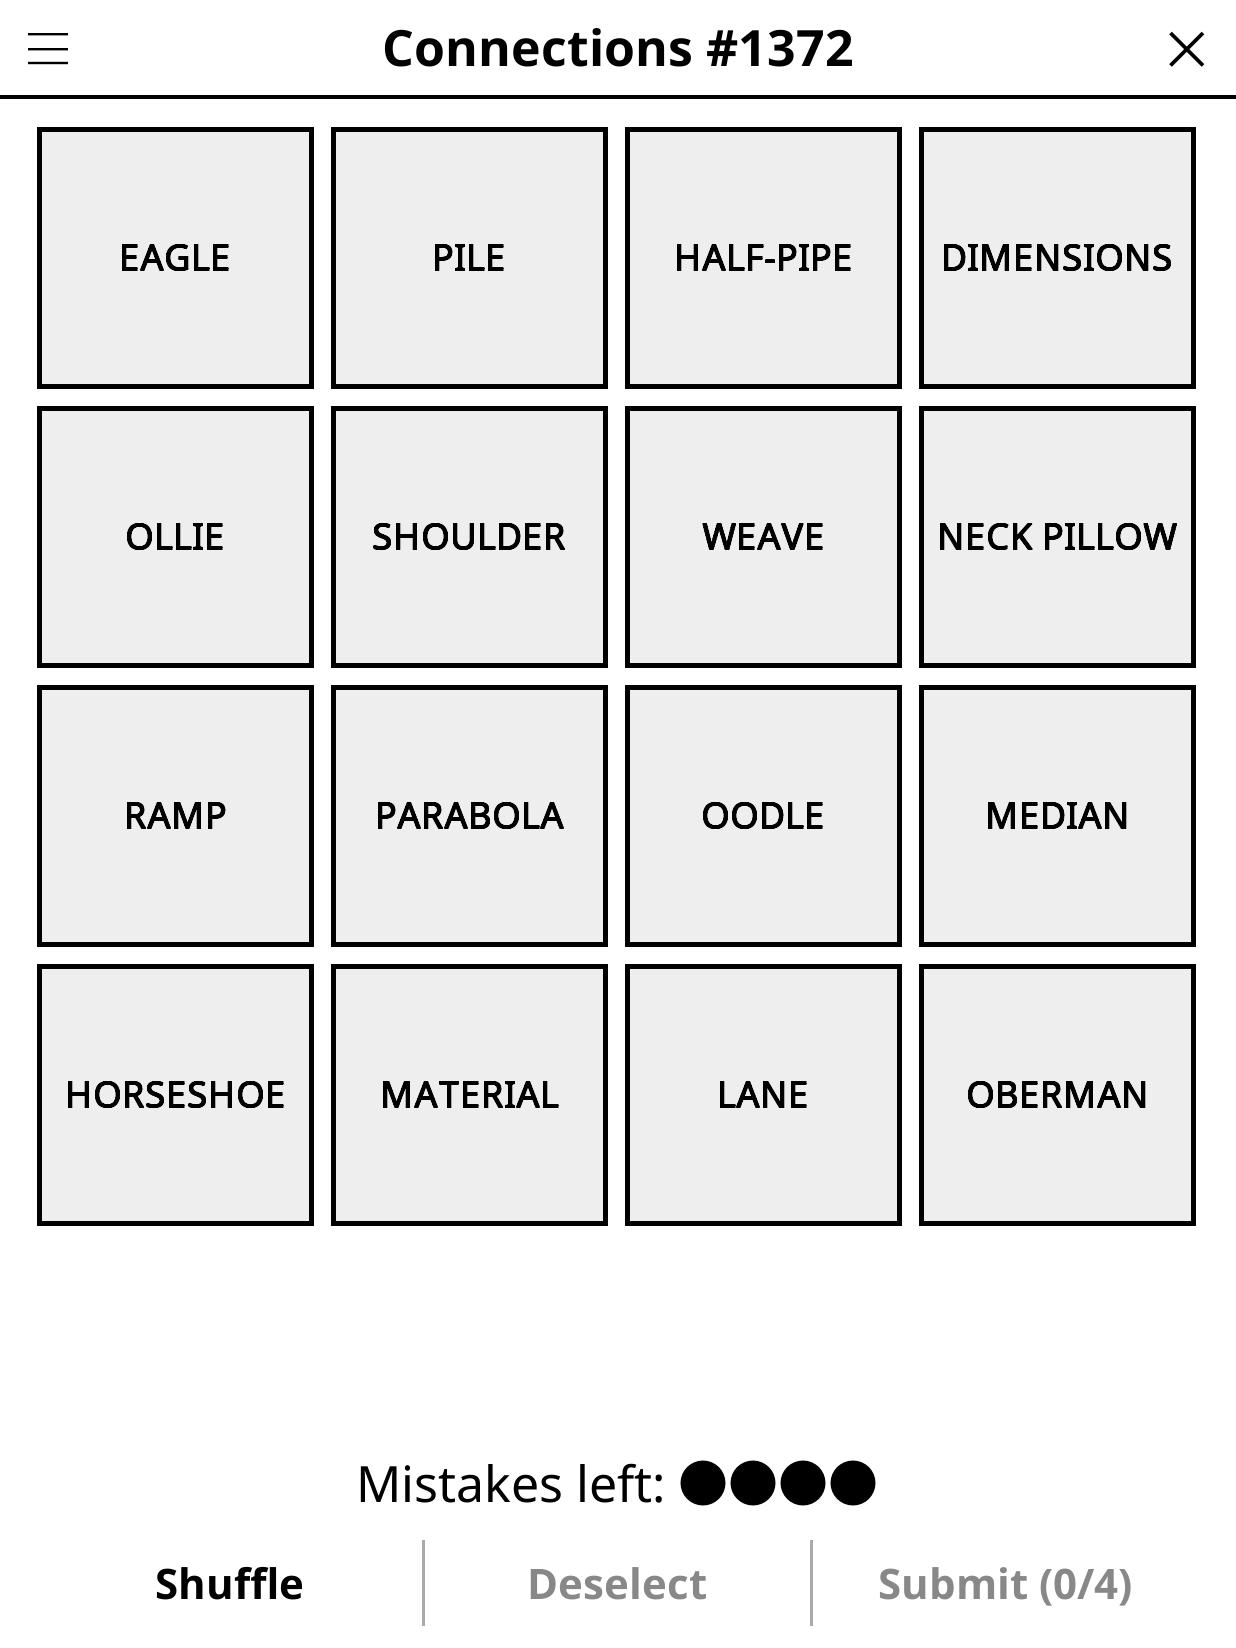 Connections #1372
EAGLE
PILE
HALF-PIPE
DIMENSIONS
OLLIE
SHOULDER
WEAVE
NECK PILLOW
RAMP
PARABOLA
OODLE
MEDIAN
HORSESHOE
MATERIAL
LANE
OBERMAN
Mistakes left:
Shuffle
Deselect
Submit (0/4)